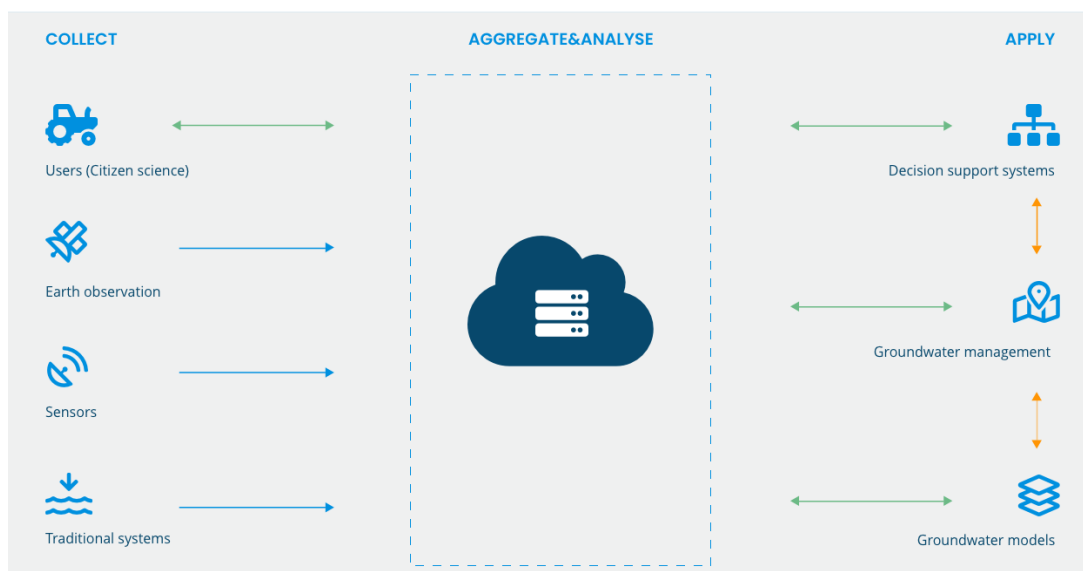 COLLECT
AGGREGATE&ANALYSE
APPLY
Users (Citizen science)
Decision support systems
Earth observation
Groundwater management
Sensors
Traditional systems
Groundwater models